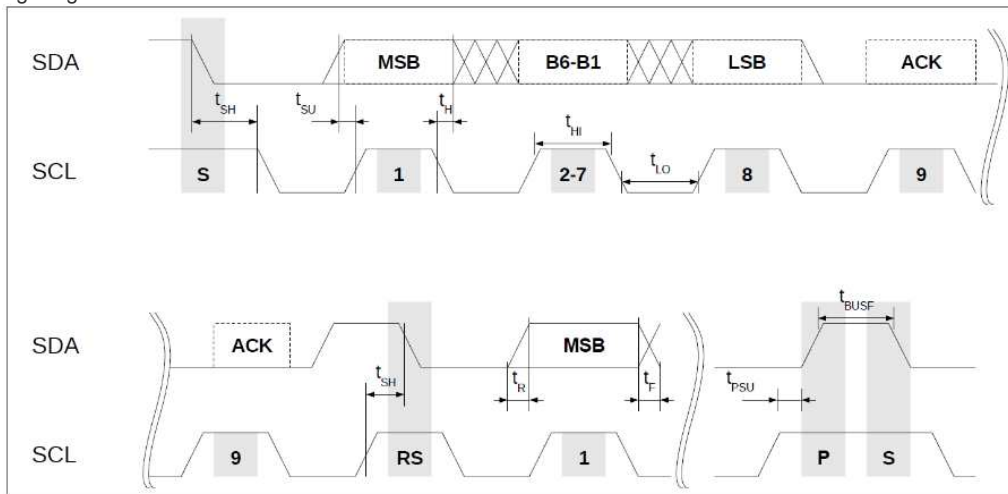 SDA MSB B6-B1 LSB ACK
tSH tSU tH tHI
tLO
SCL S 1 2-7 8 9
tBUSF
SDA ACK MSB
tSH tR tF tPSU
SCL 9 RS 1 P S